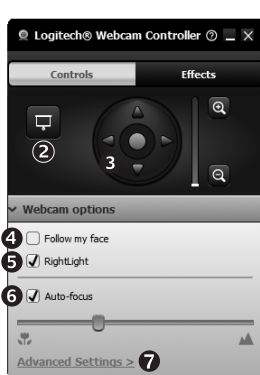 Logitech® Webcam Controller
Controls Effects
2
3
Webcam options
4 Follow my face
5 RightLight
6 Auto-focus
Advanced Settings > 7